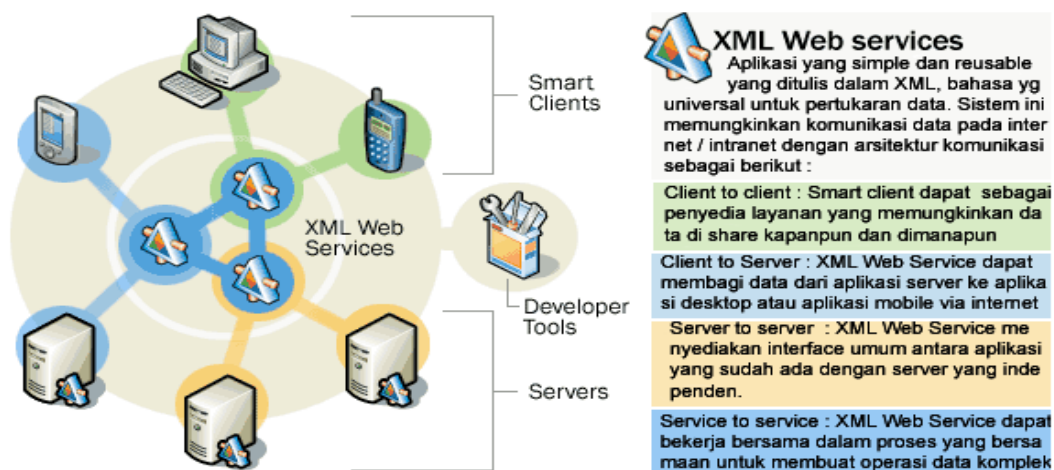 Smart
Clients
XML Web
Services
Developer
Tools
Servers
XML Web services
Aplikasi yang simple dan reusable
yang ditulis dalam XML, bahasa yg
universal untuk pertukaran data. Sistem ini
memungkinkan komunikasi data pada inter
net / intranet dengan arsitektur komunikasi
sebagai berikut :
Client to client : Smart client dapat sebagai
penyedia layanan yang memungkinkan da
ta di share kapanpun dan dimanapun
Client to Server : XML Web Service dapat
membagi data dari aplikasi server ke aplika
si desktop atau aplikasi mobile via internet
Server to server : XML Web Service me
nyediakan interface umum antara aplikasi
yang sudah ada dengan server yang inde
penden.
Service to service : XML Web Service dapat
bekerja bersama dalam proses yang bersa
maan untuk membuat operasi data komplek